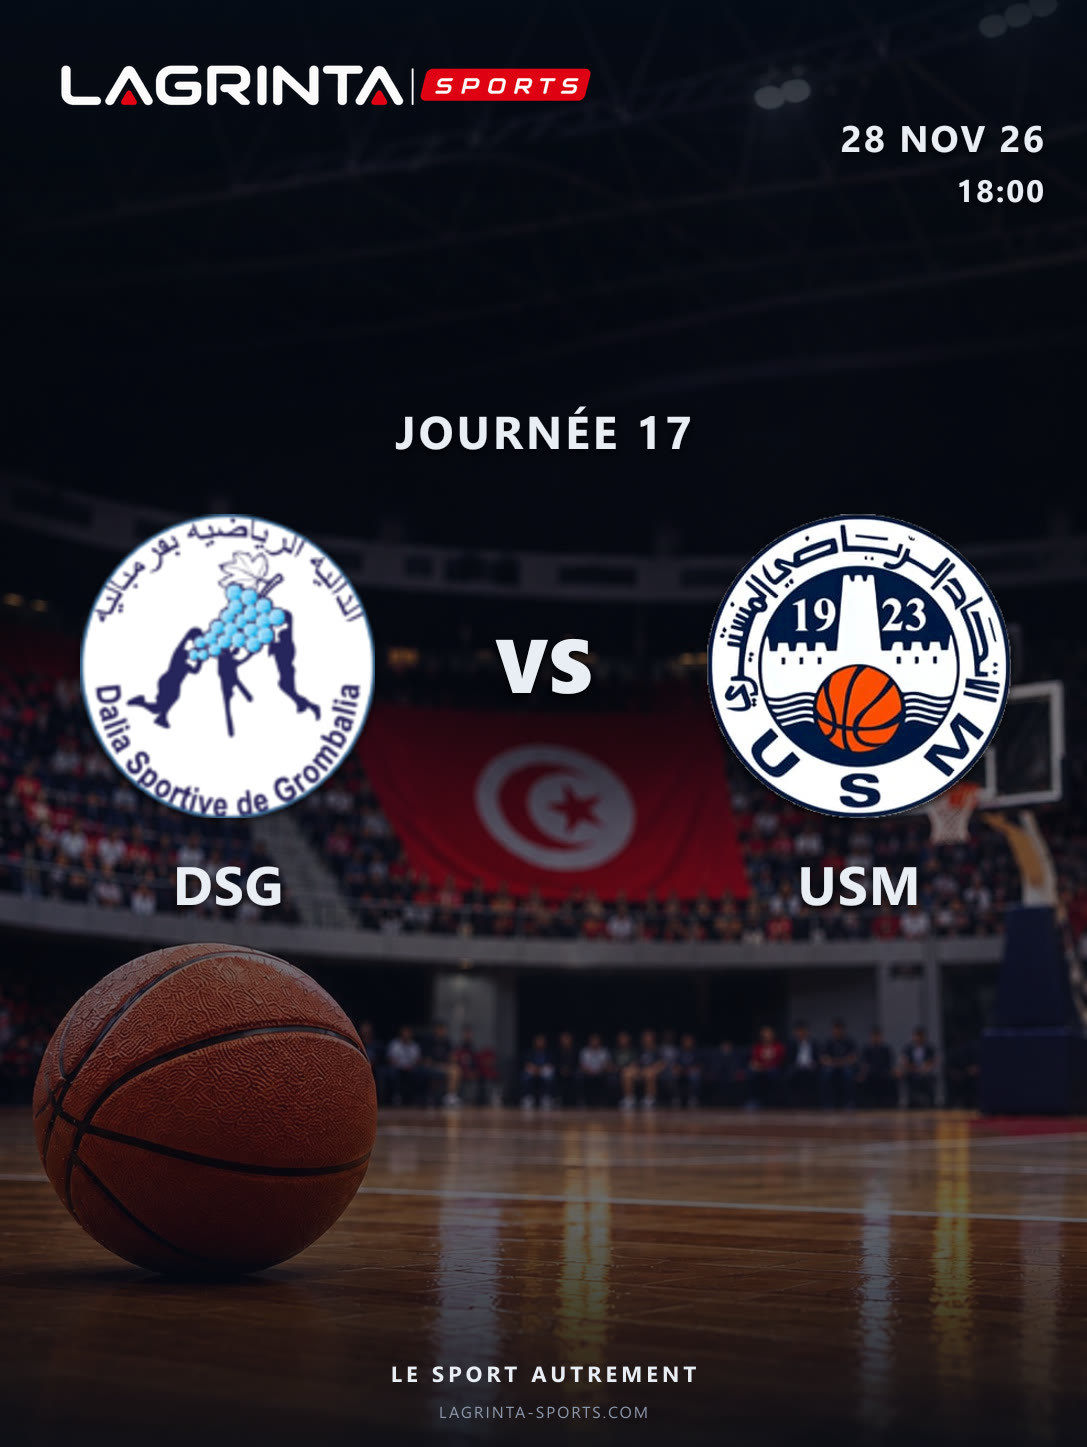 LAGRINTA SPORTS
28 NOV 26
18:00
JOURNÉE 17
الدالية الرياضية بقرمبالية
Dalia Sportive de Grombalia
VS
الاتحاد الرياضي المنستيري
19 23
U S M
DSG
USM
LE SPORT AUTREMENT
LAGRINTA-SPORTS.COM